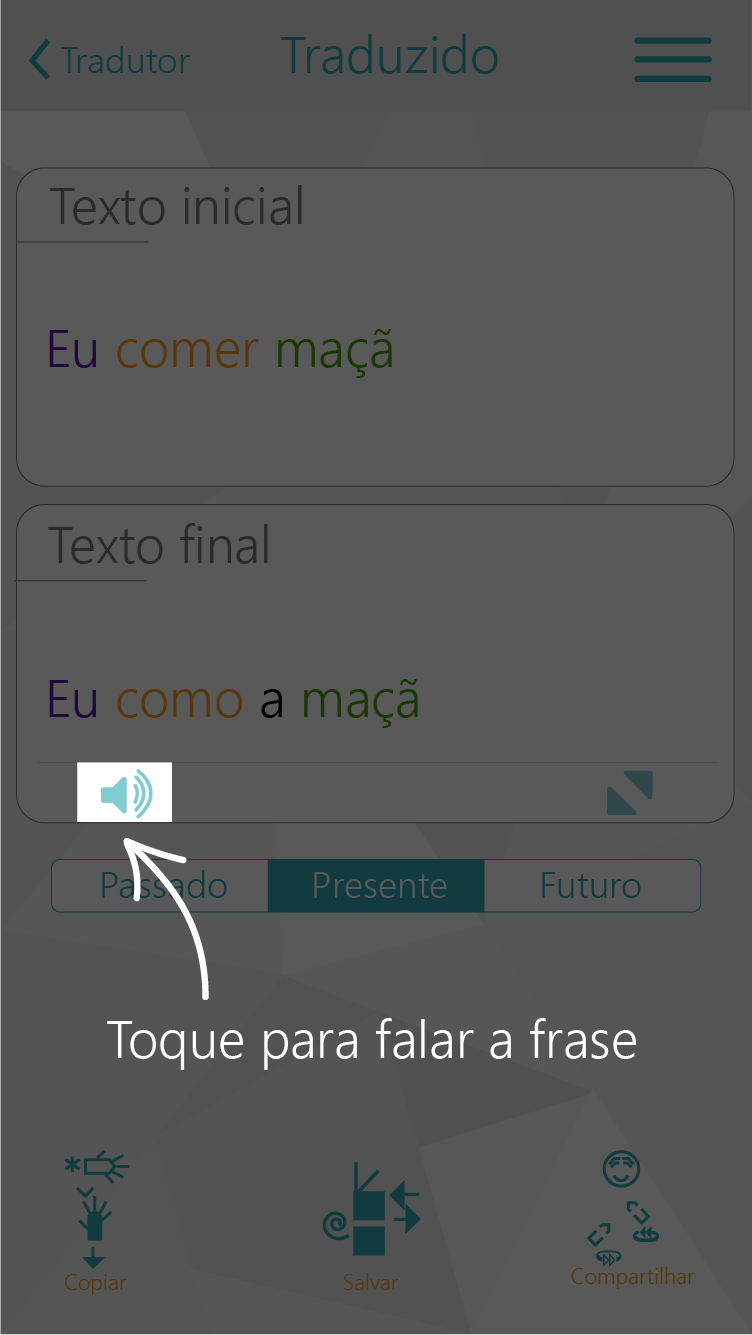 Tradutor Traduzido
Texto inicial
Eu comer maçã
Texto final
Eu como a maçã
Passado Presente Futuro
Toque para falar a frase
Copiar Salvar Compartilhar